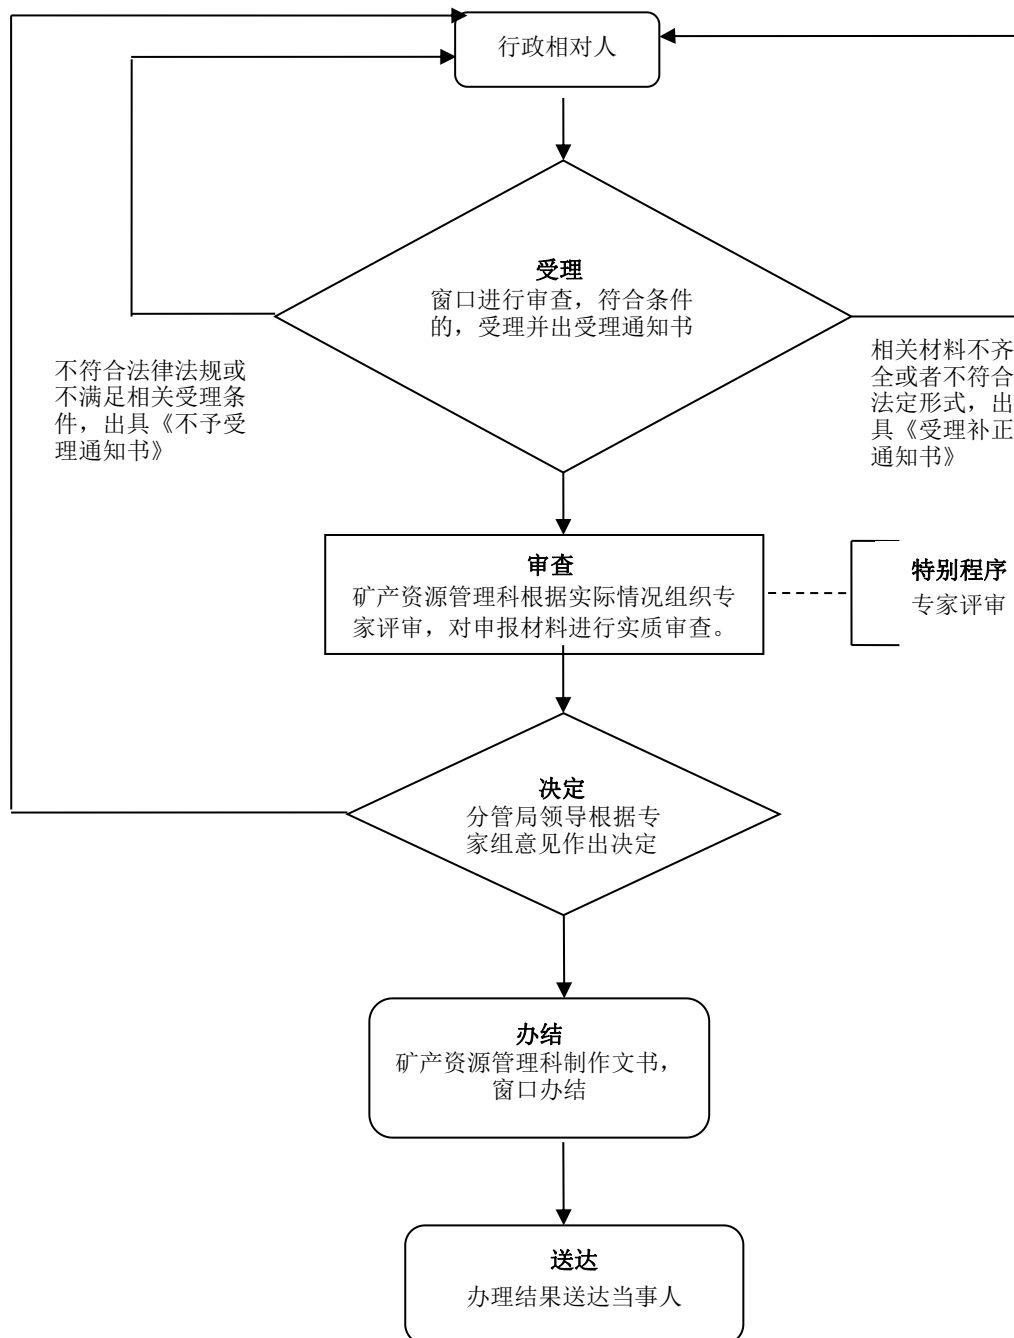 行政相对人
受理
窗口进行审查，符合条件
的，受理并出受理通知书
不符合法律法规或
不满足相关受理条
件，出具《不予受
理通知书》
相关材料不齐
全或者不符合
法定形式，出
具《受理补正
通知书》
审查
矿产资源管理科根据实际情况组织专
家评审，对申报材料进行实质审查。
特别程序
专家评审
决定
分管局领导根据专
家组意见作出决定
办结
矿产资源管理科制作文书，
窗口办结
送达
办理结果送达当事人